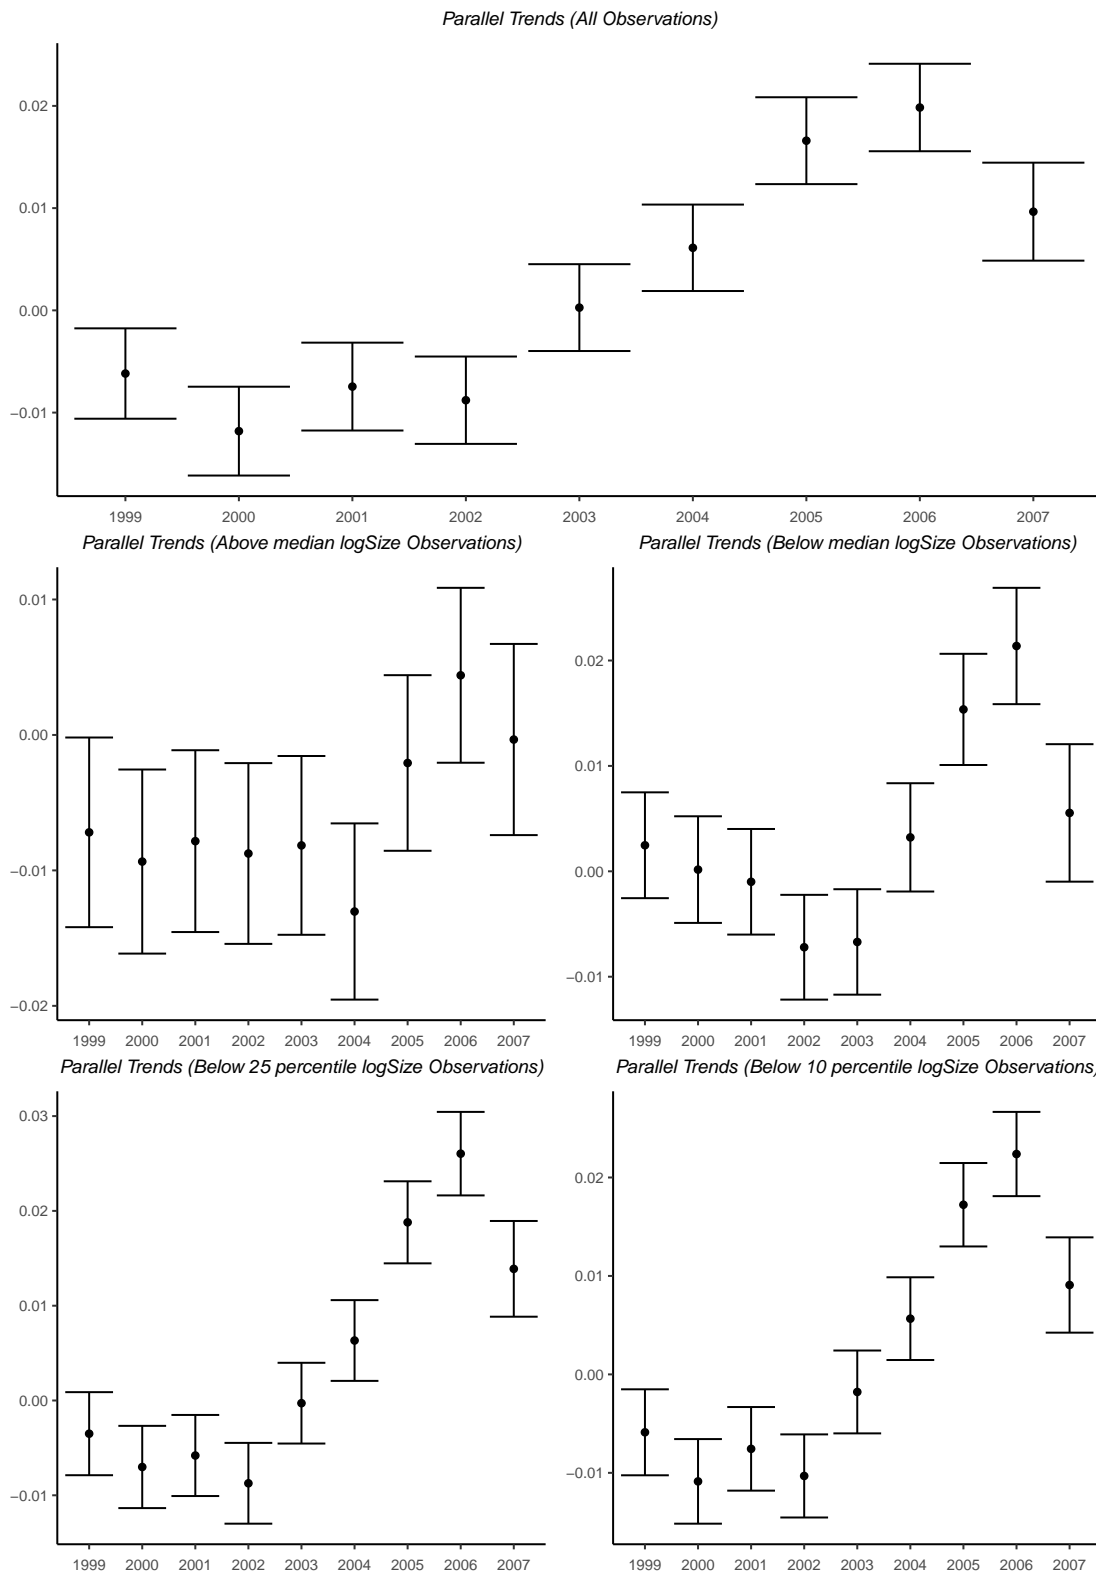 Parallel Trends (All Observations)
0.02
0.01
0.00
−0.01
1999 2000 2001 2002 2003 2004 2005 2006 2007
Parallel Trends (Above median logSize Observations)
0.01
0.00
−0.01
−0.02
1999 2000 2001 2002 2003 2004 2005 2006 2007
Parallel Trends (Below median logSize Observations)
0.02
0.01
0.00
−0.01
1999 2000 2001 2002 2003 2004 2005 2006 2007
Parallel Trends (Below 25 percentile logSize Observations)
0.03
0.02
0.01
0.00
−0.01
1999 2000 2001 2002 2003 2004 2005 2006 2007
Parallel Trends (Below 10 percentile logSize Observations)
0.02
0.01
0.00
−0.01
1999 2000 2001 2002 2003 2004 2005 2006 2007